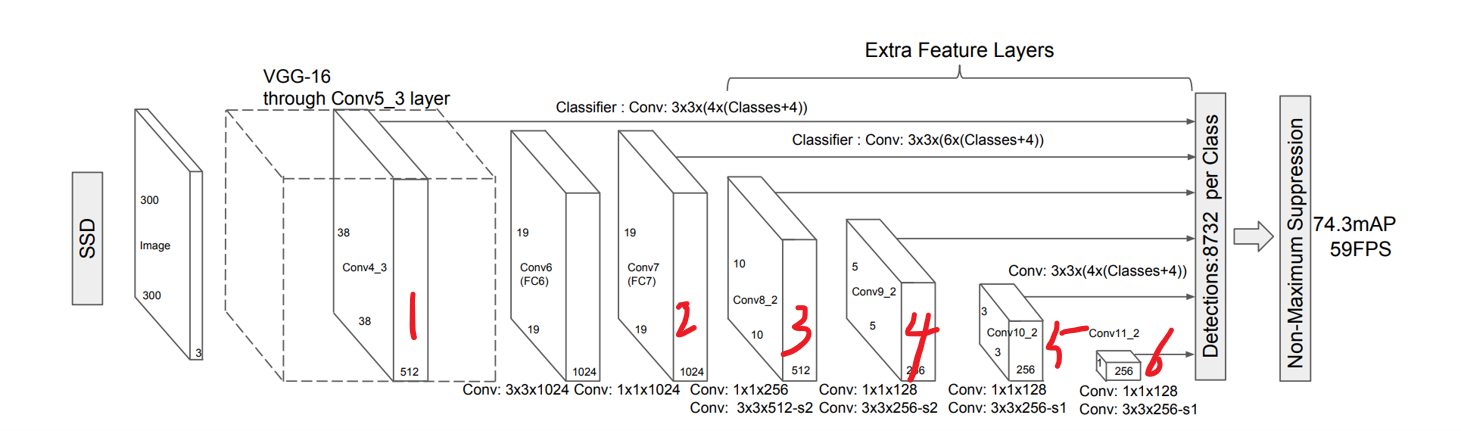 Extra Feature Layers
VGG-16
through Conv5_3 layer
Classifier : Conv: 3x3x(4x(Classes+4))
Classifier : Conv: 3x3x(6x(Classes+4))
SSD
300
Image
300
3
38
Conv4_3
38
512
1
19
Conv6
(FC6)
19
1024
19
Conv7
(FC7)
19
1024
2
10
Conv8_2
10
512
3
5
Conv9_2
5
256
4
Conv: 3x3x(4x(Classes+4))
3
Conv10_2
3
256
5
Conv11_2
1
256
6
Detections:8732 per Class
Non-Maximum Suppression
74.3mAP
59FPS
Conv: 3x3x1024
Conv: 1x1x1024
Conv: 1x1x256
Conv: 3x3x512-s2
Conv: 1x1x128
Conv: 3x3x256-s2
Conv: 1x1x128
Conv: 3x3x256-s1
Conv: 1x1x128
Conv: 3x3x256-s1